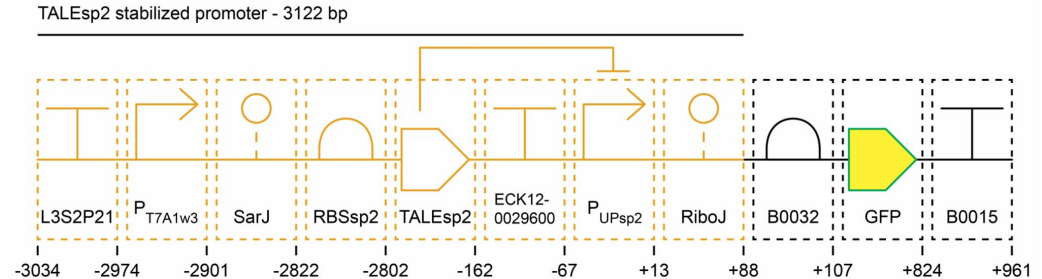 TALEsp2 stabilized promoter - 3122 bp
L3S2P21 PT7A1w3 SarJ RBSsp2 TALEsp2 ECK12-0029600 PUPsp2 RiboJ B0032 GFP B0015
-3034 -2974 -2901 -2822 -2802 -162 -67 +13 +88 +107 +824 +961